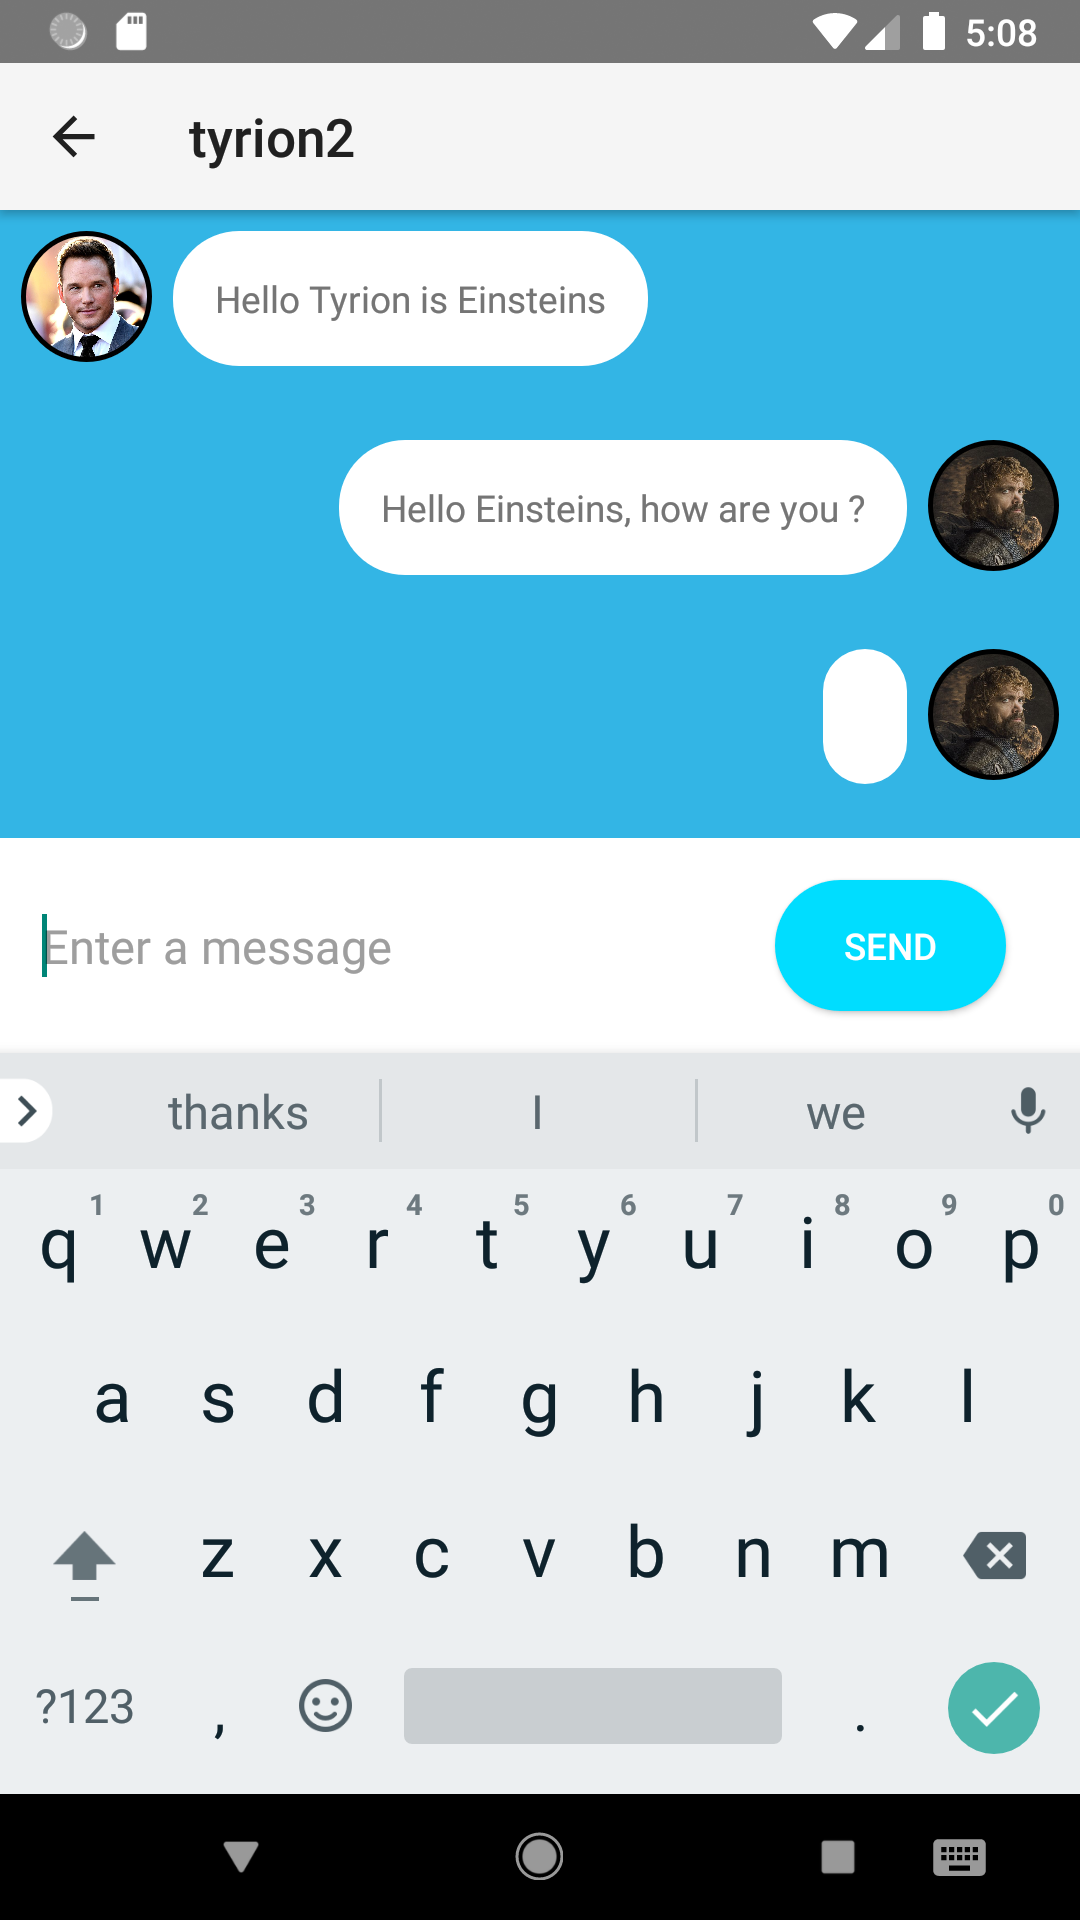 5:08
tyrion2
Hello Tyrion is Einsteins
Hello Einsteins, how are you ?
Enter a message
SEND
thanks I we
1 2 3 4 5 6 7 8 9 0
q w e r t y u i o p
a s d f g h j k l
z x c v b n m
?123 , .